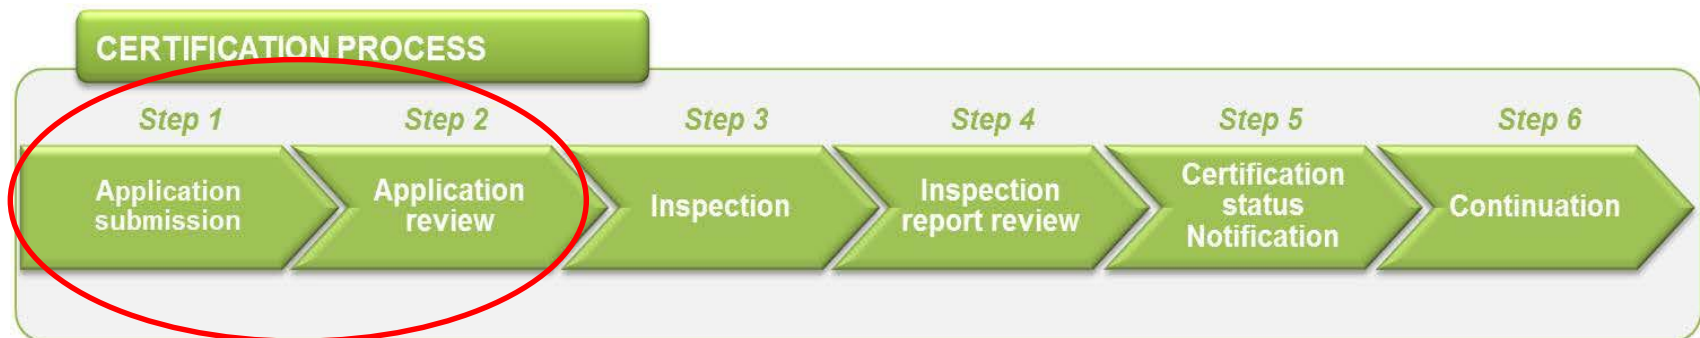 CERTIFICATION PROCESS
Step 1
Step 2
Step 3
Step 4
Step 5
Step 6
Application
submission
Application
review
Inspection
Inspection
report review
Certification
status
Notification
Continuation